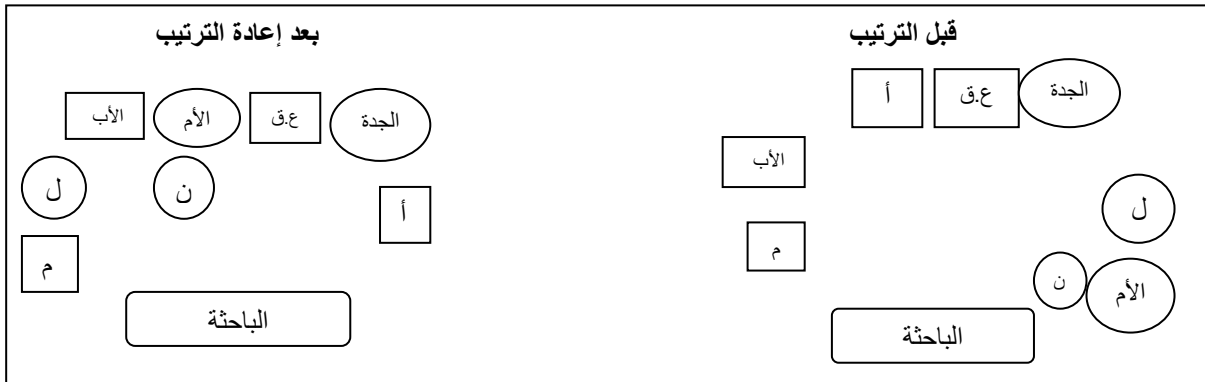 قبل الترتيب
الجدة
ع.ق
أ
الأب
ل
م
ن
الأم
الباحثة
بعد إعادة الترتيب
الجدة
ع.ق
الأم
الأب
ن
ل
أ
م
الباحثة